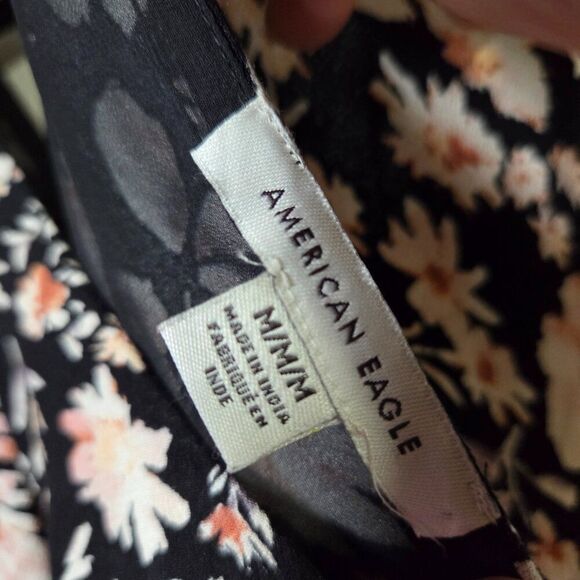 AMERICAN EAGLE
M/M/M
MADE IN INDIA
FABRIQUÉ EN
INDE